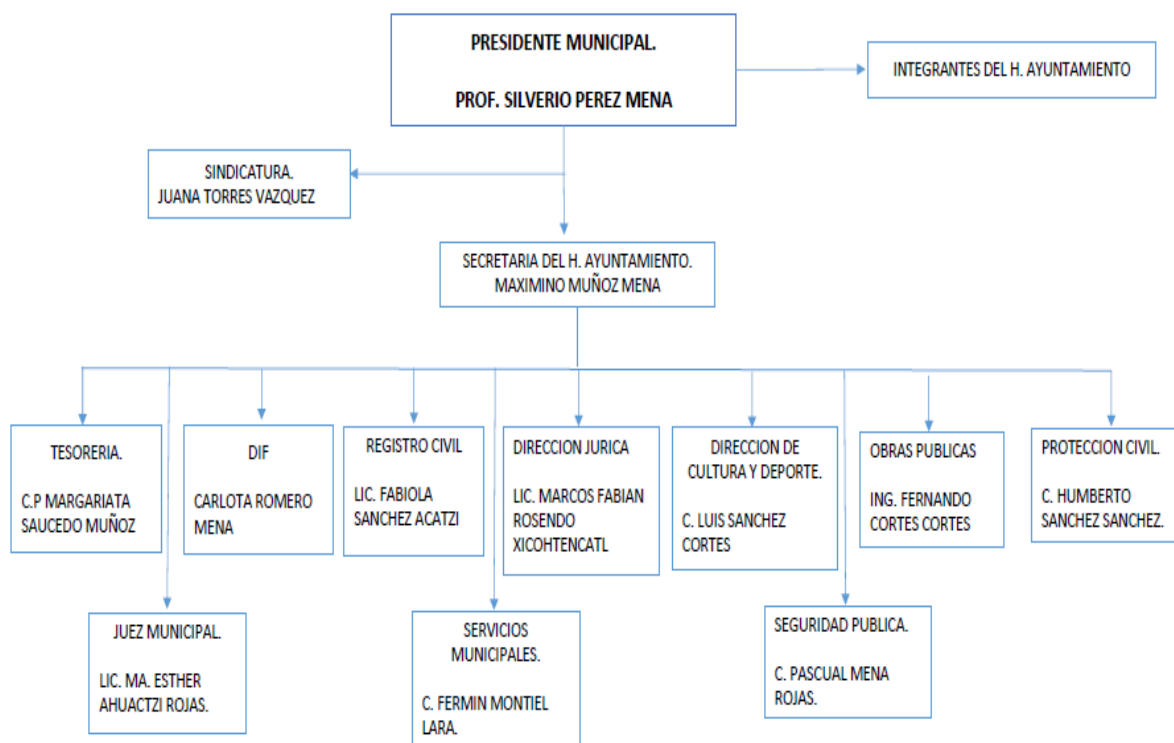 PRESIDENTE MUNICIPAL.
PROF. SILVERIO PEREZ MENA
INTEGRANTES DEL H. AYUNTAMIENTO
SINDICATURA.
JUANA TORRES VAZQUEZ
SECRETARIA DEL H. AYUNTAMIENTO.
MAXIMINO MUÑOZ MENA
TESORERIA.
C.P MARGARIATA
SAUCEDO MUÑOZ
DIF
CARLOTA ROMERO
MENA
REGISTRO CIVIL
LIC. FABIOLA
SANCHEZ ACATZI
DIRECCION JURICA
LIC. MARCOS FABIAN
ROSENDO
XICOHTENCATL
DIRECCION DE
CULTURA Y DEPORTE.
C. LUIS SANCHEZ
CORTES
OBRAS PUBLICAS
ING. FERNANDO
CORTES CORTES
PROTECCION CIVIL.
C. HUMBERTO
SANCHEZ SANCHEZ.
JUEZ MUNICIPAL.
LIC. MA. ESTHER
AHUACTZI ROJAS.
SERVICIOS
MUNICIPALES.
C. FERMIN MONTIEL
LARA.
SEGURIDAD PUBLICA.
C. PASCUAL MENA
ROJAS.